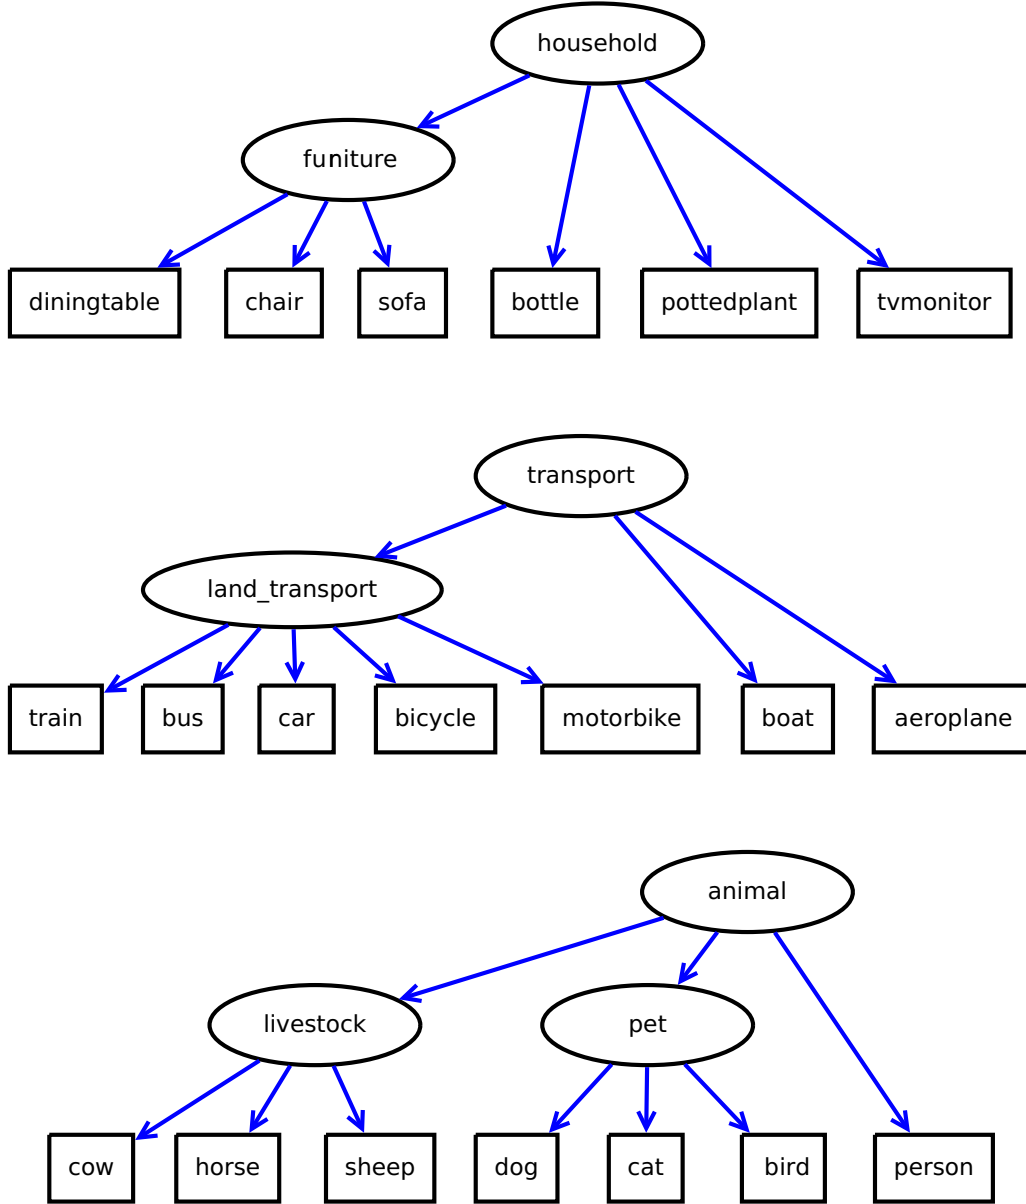 household
funiture
diningtable chair sofa bottle pottedplant tvmonitor
transport
land_transport
train bus car bicycle motorbike boat aeroplane
animal
livestock pet
cow horse sheep dog cat bird person